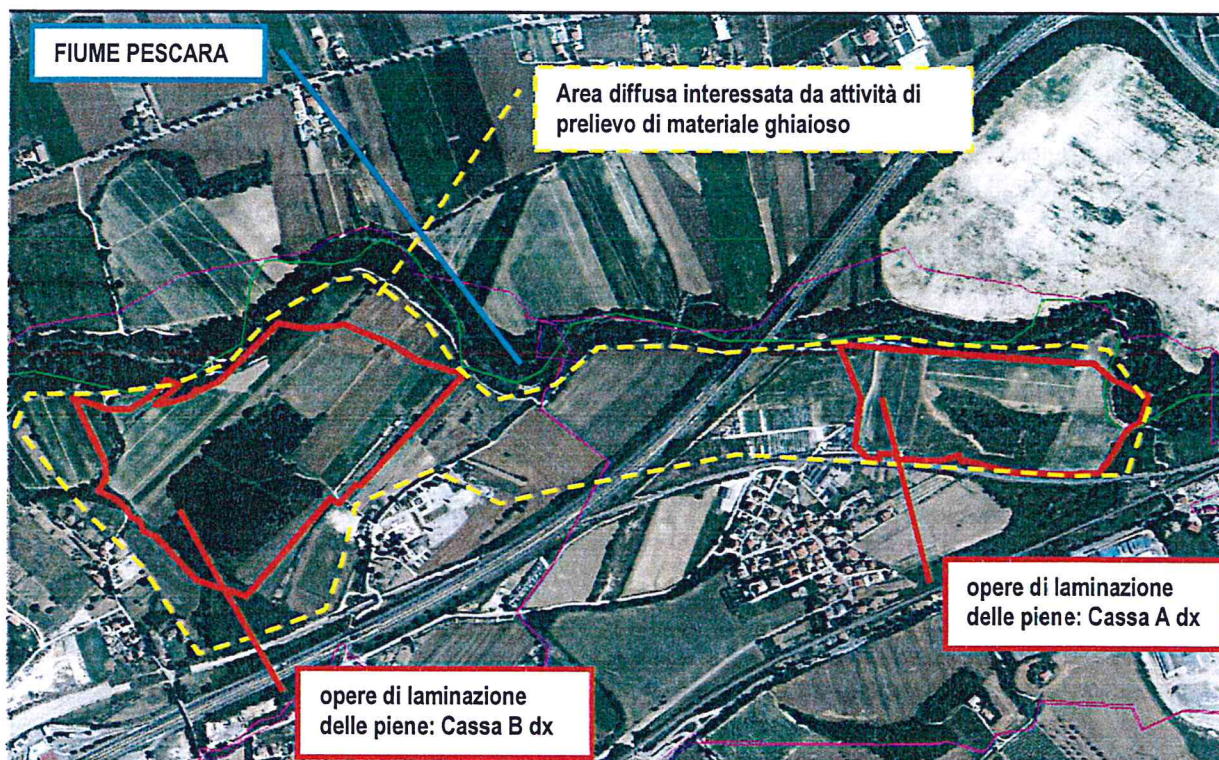 FIUME PESCARA
Area diffusa interessata da attività di
prelievo di materiale ghiaioso
opere di laminazione
delle piene: Cassa A dx
opere di laminazione
delle piene: Cassa B dx